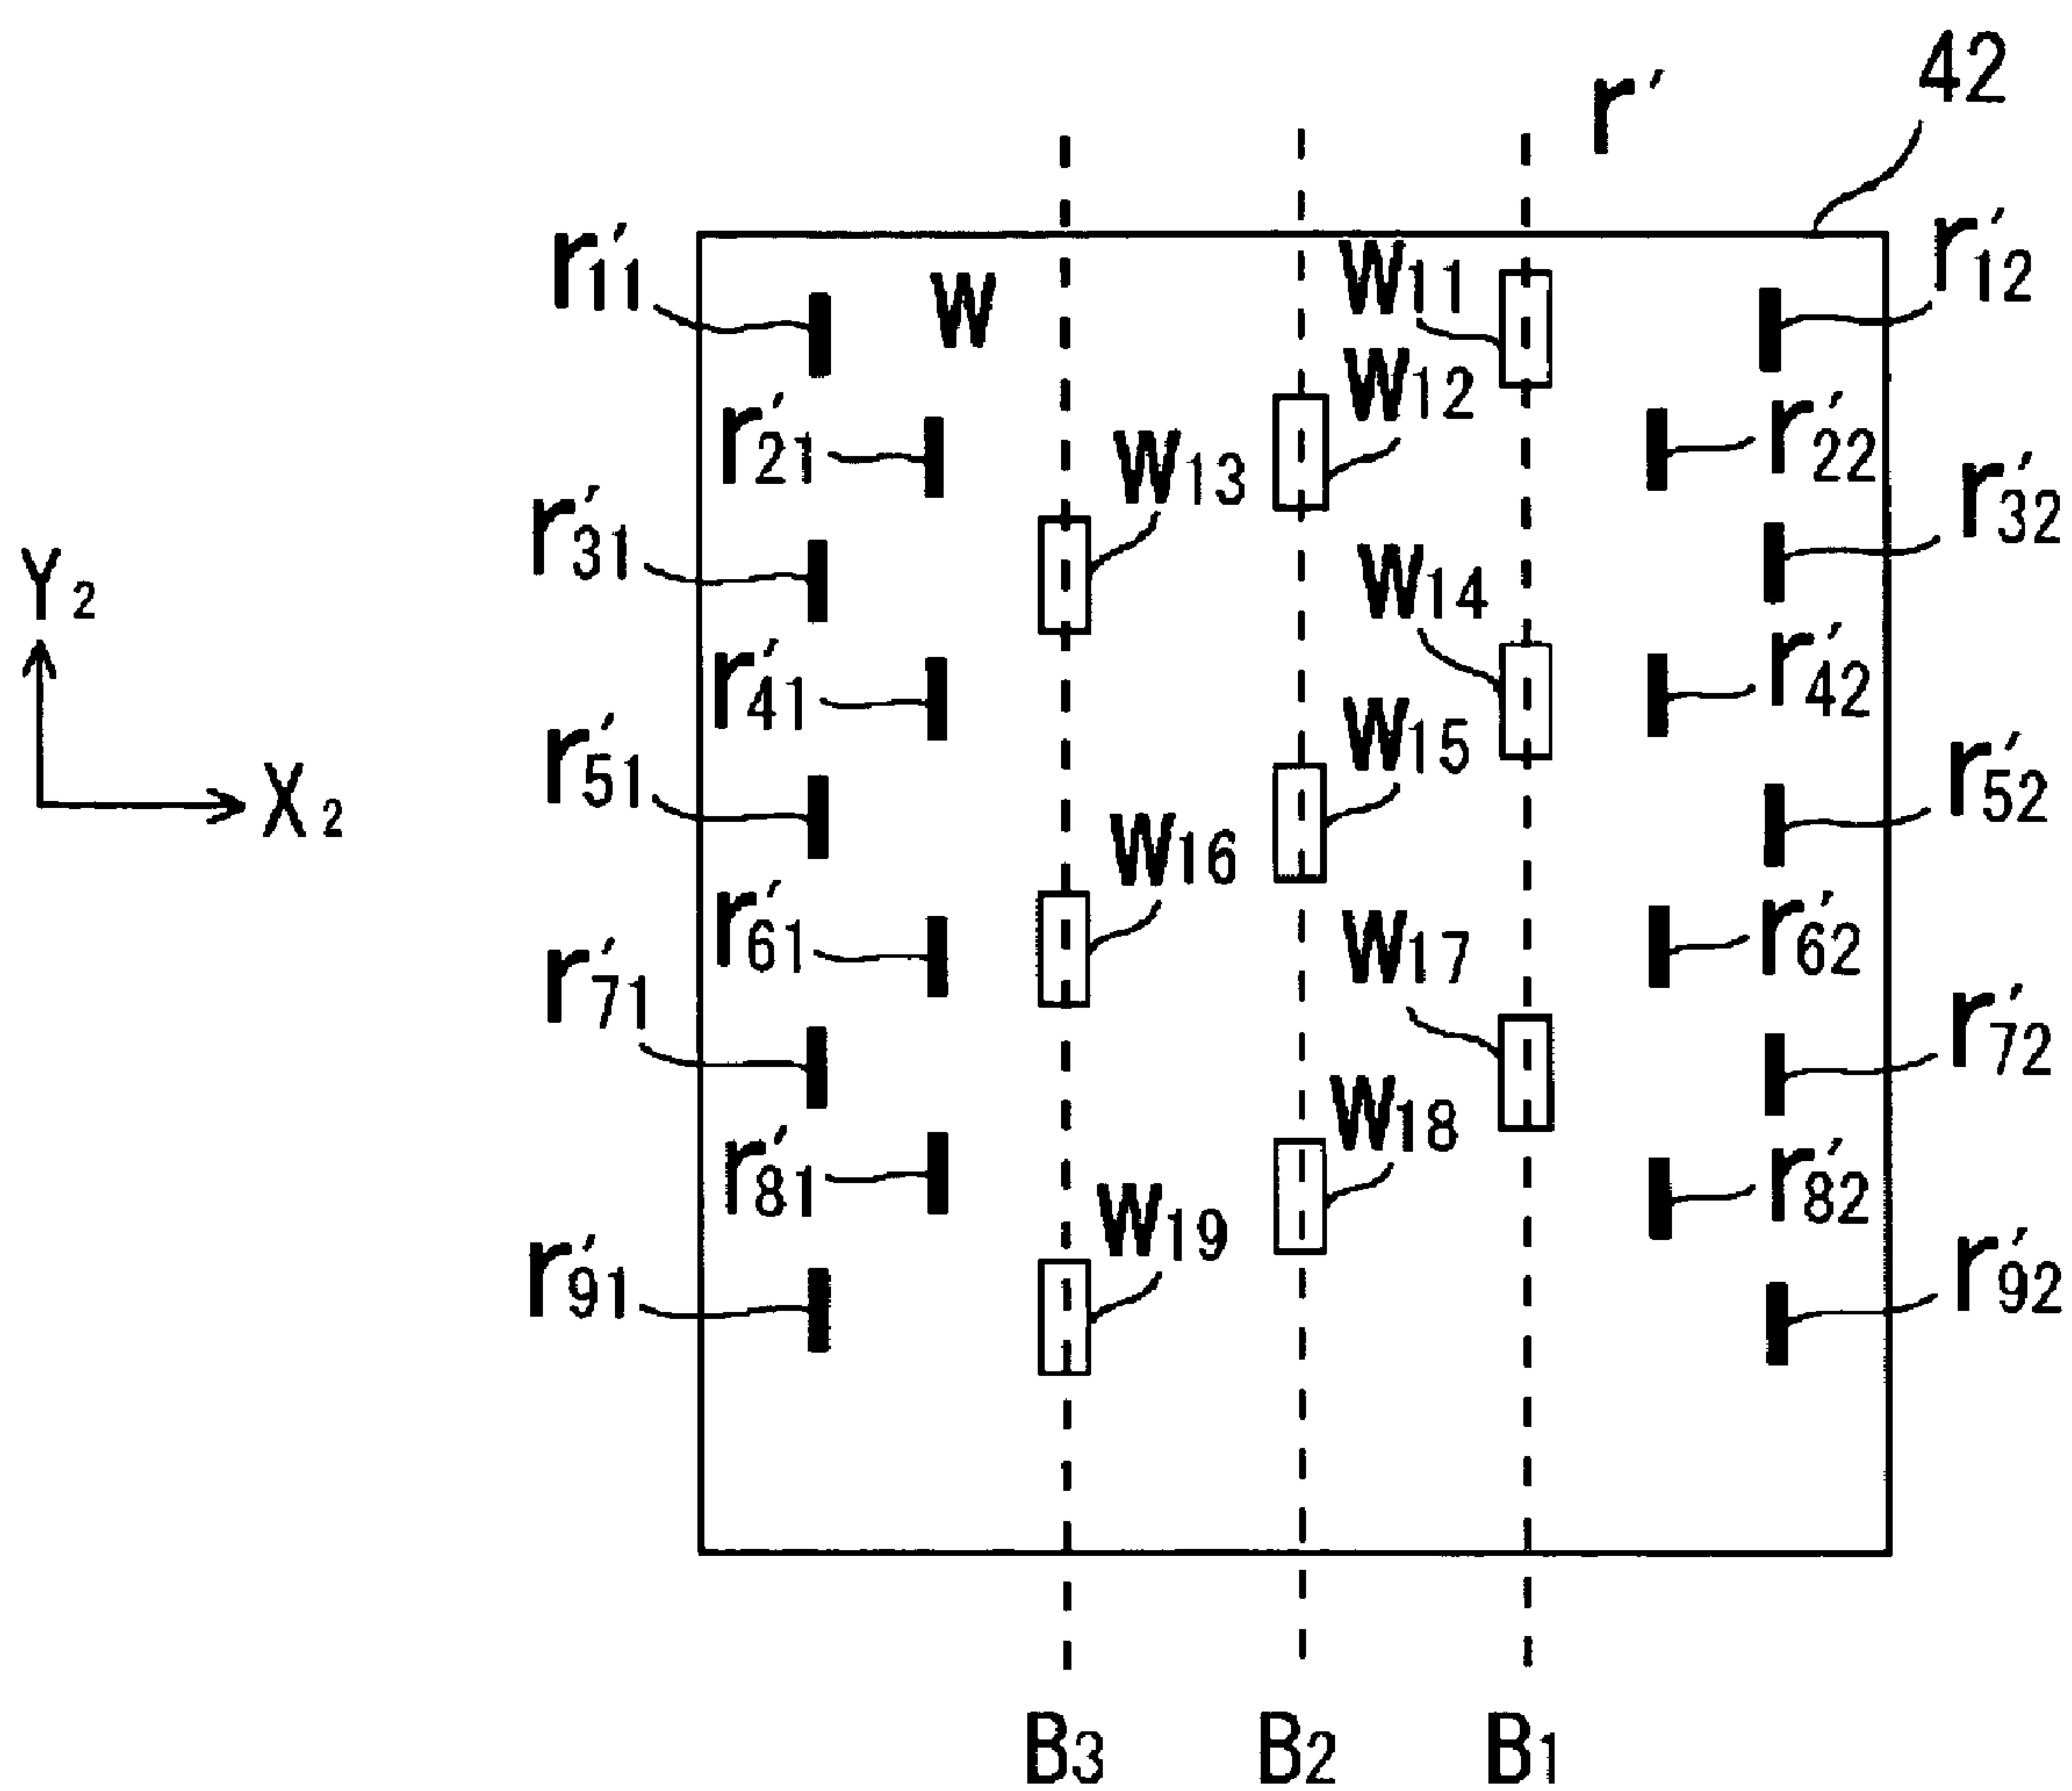 42
r′
r′11
W
W11
r′12
W12
r′21
W13
r′22
r′32
r′31
W14
Y2
r′41
r′42
W15
r′51
r′52
X2
W16
r′61
r′62
W17
r′71
r′72
W18
r′81
r′82
W19
r′91
r′92
B3 B2 B1